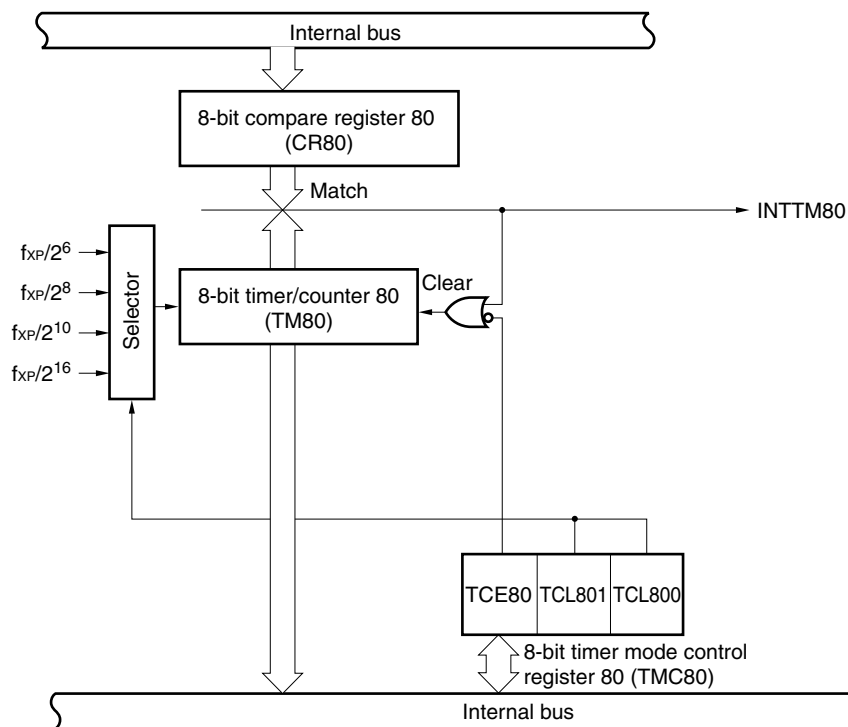 Internal bus
8-bit compare register 80
(CR80)
Match
INTTM80
fXP/2^6
fXP/2^8
fXP/2^10
fXP/2^16
Selector
8-bit timer/counter 80
(TM80)
Clear
TCE80
TCL801
TCL800
8-bit timer mode control
register 80 (TMC80)
Internal bus